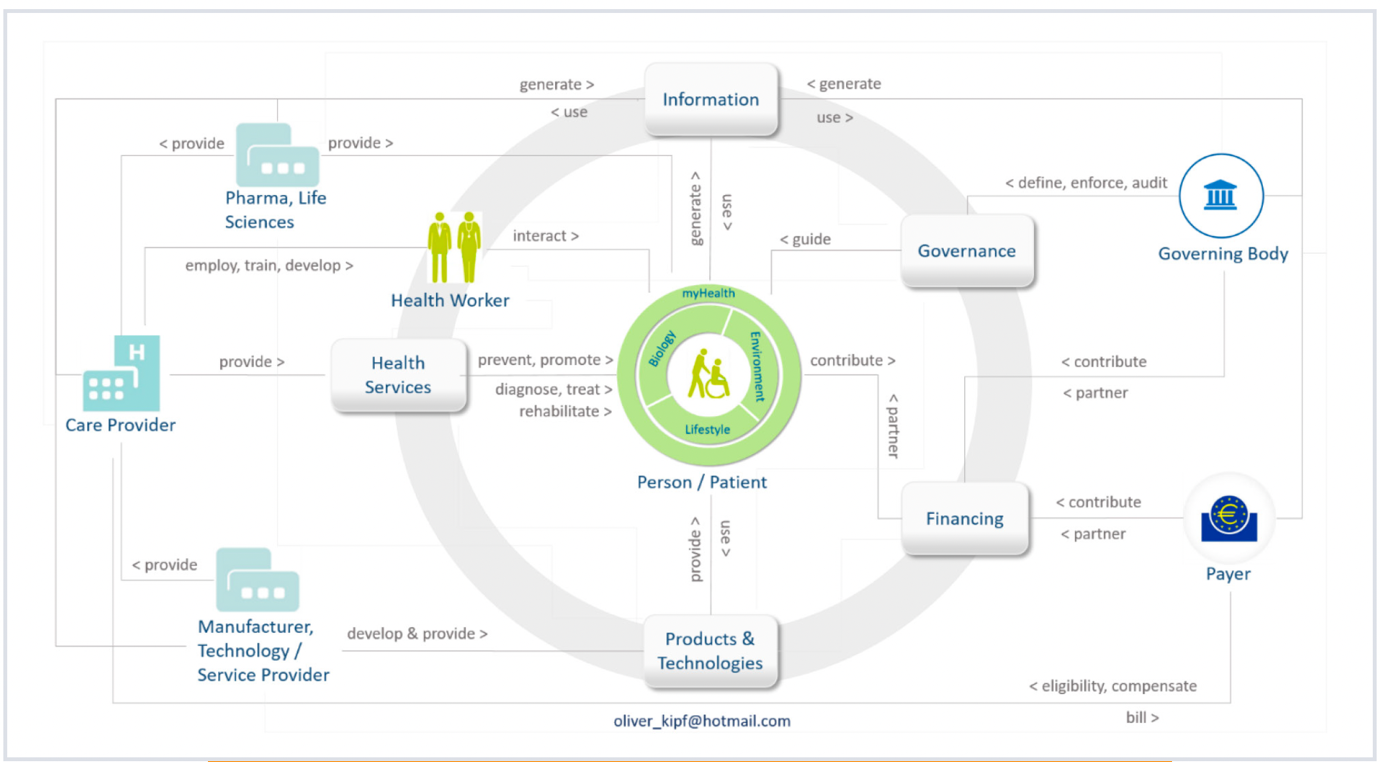 generate >
< use
Information
< generate
use >
< provide
provide >
Pharma, Life
Sciences
generate >
use >
< define, enforce, audit
Governing Body
interact >
employ, train, develop >
Health Worker
< guide
Governance
H
Care Provider
provide >
Health
Services
prevent, promote >
diagnose, treat >
rehabilitate >
myHealth
Biology
Environment
Lifestyle
Person / Patient
contribute >
< partner
< contribute
< partner
Financing
< contribute
< partner
€
Payer
provide >
use >
< provide
Manufacturer,
Technology /
Service Provider
develop & provide >
Products &
Technologies
< eligibility, compensate
bill >
oliver_kipf@hotmail.com